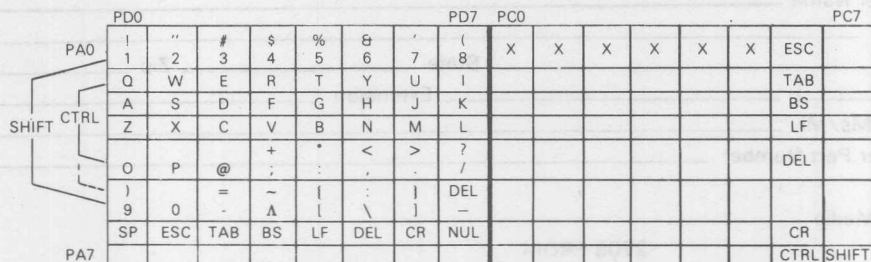 PD0 PD7 PC0 PC7
! " # $ % & ' (
PA0 1 2 3 4 5 6 7 8 X X X X X X ESC
Q W E R T Y U I TAB
A S D F G H J K BS
SHIFT CTRL Z X C V B N M L LF
+ * < > ?
O P @ ; : , . / DEL
) = ~ { : } DEL
9 0 - Λ [ \ ] —
SP ESC TAB BS LF DEL CR NUL CR
PA7 CTRL SHIFT